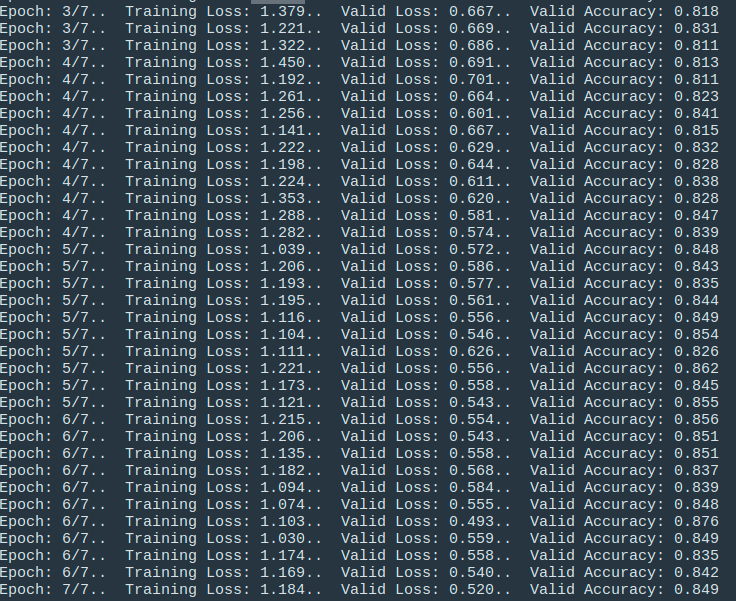 Epoch: 3/7.. Training Loss: 1.379.. Valid Loss: 0.667.. Valid Accuracy: 0.818
Epoch: 3/7.. Training Loss: 1.221.. Valid Loss: 0.669.. Valid Accuracy: 0.831
Epoch: 3/7.. Training Loss: 1.322.. Valid Loss: 0.686.. Valid Accuracy: 0.811
Epoch: 4/7.. Training Loss: 1.450.. Valid Loss: 0.691.. Valid Accuracy: 0.813
Epoch: 4/7.. Training Loss: 1.192.. Valid Loss: 0.701.. Valid Accuracy: 0.811
Epoch: 4/7.. Training Loss: 1.261.. Valid Loss: 0.664.. Valid Accuracy: 0.823
Epoch: 4/7.. Training Loss: 1.256.. Valid Loss: 0.601.. Valid Accuracy: 0.841
Epoch: 4/7.. Training Loss: 1.141.. Valid Loss: 0.667.. Valid Accuracy: 0.815
Epoch: 4/7.. Training Loss: 1.222.. Valid Loss: 0.629.. Valid Accuracy: 0.832
Epoch: 4/7.. Training Loss: 1.198.. Valid Loss: 0.644.. Valid Accuracy: 0.828
Epoch: 4/7.. Training Loss: 1.224.. Valid Loss: 0.611.. Valid Accuracy: 0.838
Epoch: 4/7.. Training Loss: 1.353.. Valid Loss: 0.620.. Valid Accuracy: 0.828
Epoch: 4/7.. Training Loss: 1.288.. Valid Loss: 0.581.. Valid Accuracy: 0.847
Epoch: 4/7.. Training Loss: 1.282.. Valid Loss: 0.574.. Valid Accuracy: 0.839
Epoch: 5/7.. Training Loss: 1.039.. Valid Loss: 0.572.. Valid Accuracy: 0.848
Epoch: 5/7.. Training Loss: 1.206.. Valid Loss: 0.586.. Valid Accuracy: 0.843
Epoch: 5/7.. Training Loss: 1.193.. Valid Loss: 0.577.. Valid Accuracy: 0.835
Epoch: 5/7.. Training Loss: 1.195.. Valid Loss: 0.561.. Valid Accuracy: 0.844
Epoch: 5/7.. Training Loss: 1.116.. Valid Loss: 0.556.. Valid Accuracy: 0.849
Epoch: 5/7.. Training Loss: 1.104.. Valid Loss: 0.546.. Valid Accuracy: 0.854
Epoch: 5/7.. Training Loss: 1.111.. Valid Loss: 0.626.. Valid Accuracy: 0.826
Epoch: 5/7.. Training Loss: 1.221.. Valid Loss: 0.556.. Valid Accuracy: 0.862
Epoch: 5/7.. Training Loss: 1.173.. Valid Loss: 0.558.. Valid Accuracy: 0.845
Epoch: 5/7.. Training Loss: 1.121.. Valid Loss: 0.543.. Valid Accuracy: 0.855
Epoch: 6/7.. Training Loss: 1.215.. Valid Loss: 0.554.. Valid Accuracy: 0.856
Epoch: 6/7.. Training Loss: 1.206.. Valid Loss: 0.543.. Valid Accuracy: 0.851
Epoch: 6/7.. Training Loss: 1.135.. Valid Loss: 0.558.. Valid Accuracy: 0.851
Epoch: 6/7.. Training Loss: 1.182.. Valid Loss: 0.568.. Valid Accuracy: 0.837
Epoch: 6/7.. Training Loss: 1.094.. Valid Loss: 0.584.. Valid Accuracy: 0.839
Epoch: 6/7.. Training Loss: 1.074.. Valid Loss: 0.555.. Valid Accuracy: 0.848
Epoch: 6/7.. Training Loss: 1.103.. Valid Loss: 0.493.. Valid Accuracy: 0.876
Epoch: 6/7.. Training Loss: 1.030.. Valid Loss: 0.559.. Valid Accuracy: 0.849
Epoch: 6/7.. Training Loss: 1.174.. Valid Loss: 0.558.. Valid Accuracy: 0.835
Epoch: 6/7.. Training Loss: 1.169.. Valid Loss: 0.540.. Valid Accuracy: 0.842
Epoch: 7/7.. Training Loss: 1.184.. Valid Loss: 0.520.. Valid Accuracy: 0.849